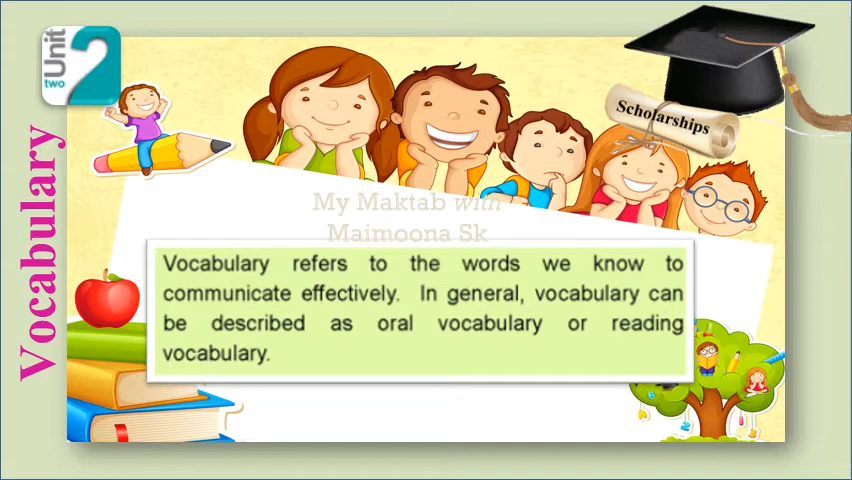 Unit
two
2
Scholarships
Vocabulary
My Maktab with
Maimoona Sk
Vocabulary refers to the words we know to
communicate effectively. In general, vocabulary can
be described as oral vocabulary or reading
vocabulary.